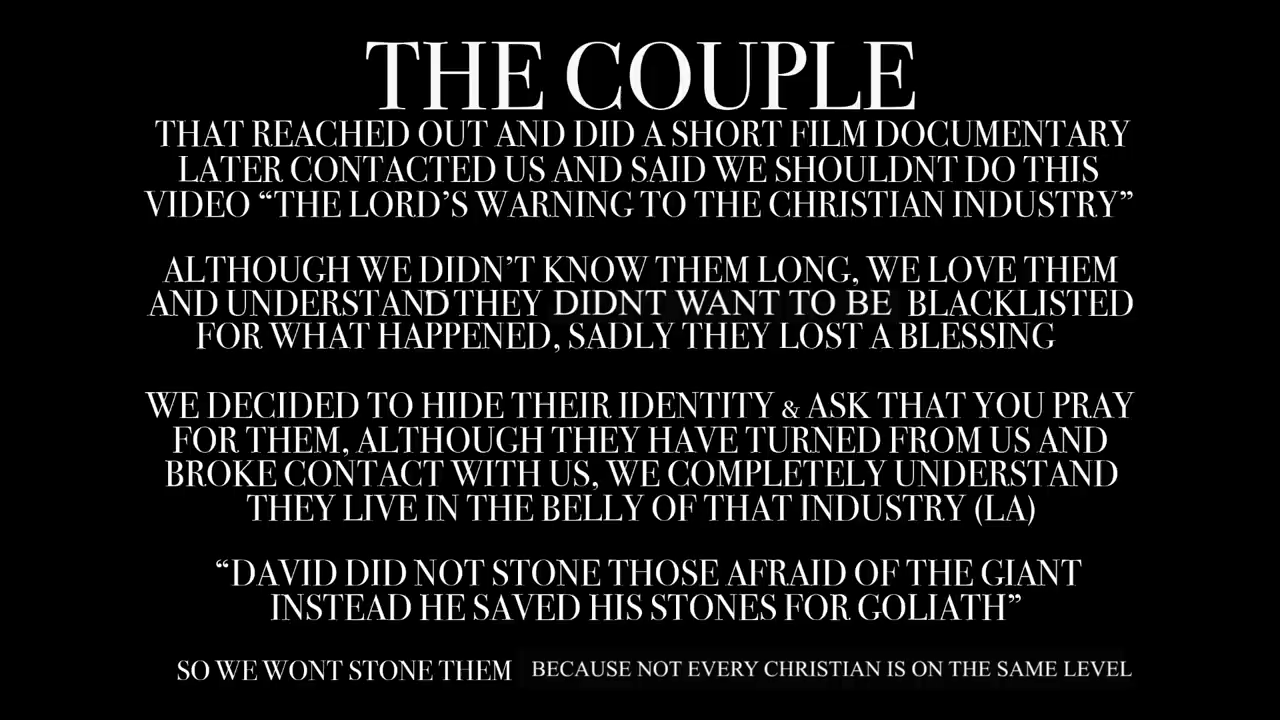 THE COUPLE
THAT REACHED OUT AND DID A SHORT FILM DOCUMENTARY
LATER CONTACTED US AND SAID WE SHOULDNT DO THIS
VIDEO “THE LORD’S WARNING TO THE CHRISTIAN INDUSTRY”
ALTHOUGH WE DIDN’T KNOW THEM LONG, WE LOVE THEM
AND UNDERSTAND THEY DIDNT WANT TO BE BLACKLISTED
FOR WHAT HAPPENED, SADLY THEY LOST A BLESSING
WE DECIDED TO HIDE THEIR IDENTITY & ASK THAT YOU PRAY
FOR THEM, ALTHOUGH THEY HAVE TURNED FROM US AND
BROKE CONTACT WITH US, WE COMPLETELY UNDERSTAND
THEY LIVE IN THE BELLY OF THAT INDUSTRY (LA)
“DAVID DID NOT STONE THOSE AFRAID OF THE GIANT
INSTEAD HE SAVED HIS STONES FOR GOLIATH”
SO WE WONT STONE THEM BECAUSE NOT EVERY CHRISTIAN IS ON THE SAME LEVEL